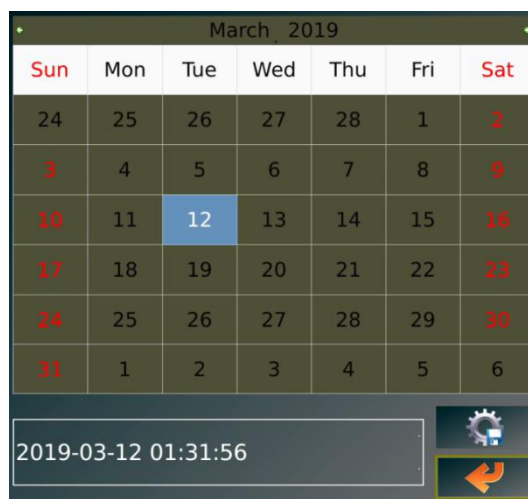 March 2019
Sun Mon Tue Wed Thu Fri Sat
24 25 26 27 28 1 2
3 4 5 6 7 8 9
10 11 12 13 14 15 16
17 18 19 20 21 22 23
24 25 26 27 28 29 30
31 1 2 3 4 5 6
2019-03-12 01:31:56